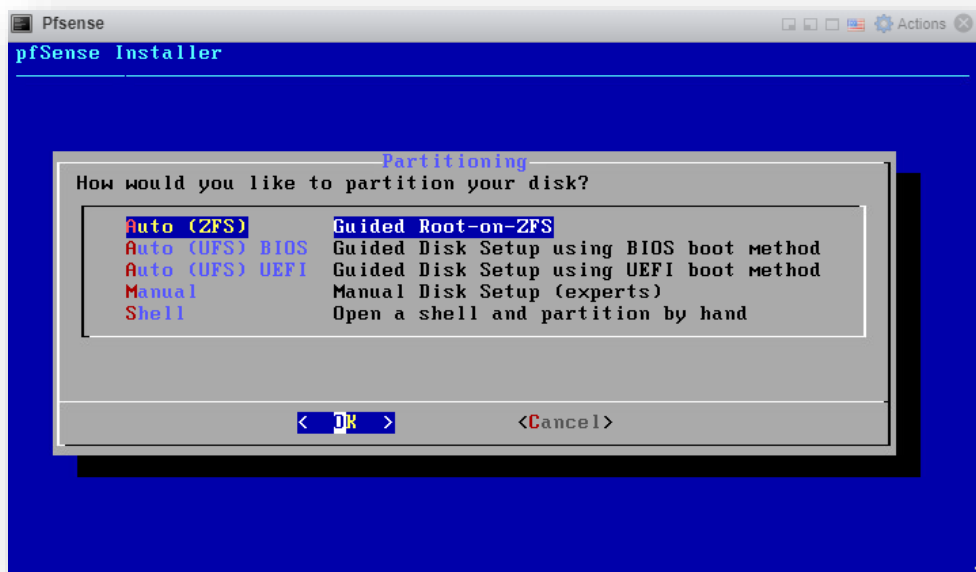 Pfsense
Actions
pfSense Installer
Partitioning
How would you like to partition your disk?
Auto (ZFS) Guided Root-on-ZFS
Auto (UFS) BIOS Guided Disk Setup using BIOS boot method
Auto (UFS) UEFI Guided Disk Setup using UEFI boot method
Manual Manual Disk Setup (experts)
Shell Open a shell and partition by hand
< OK > <Cancel>